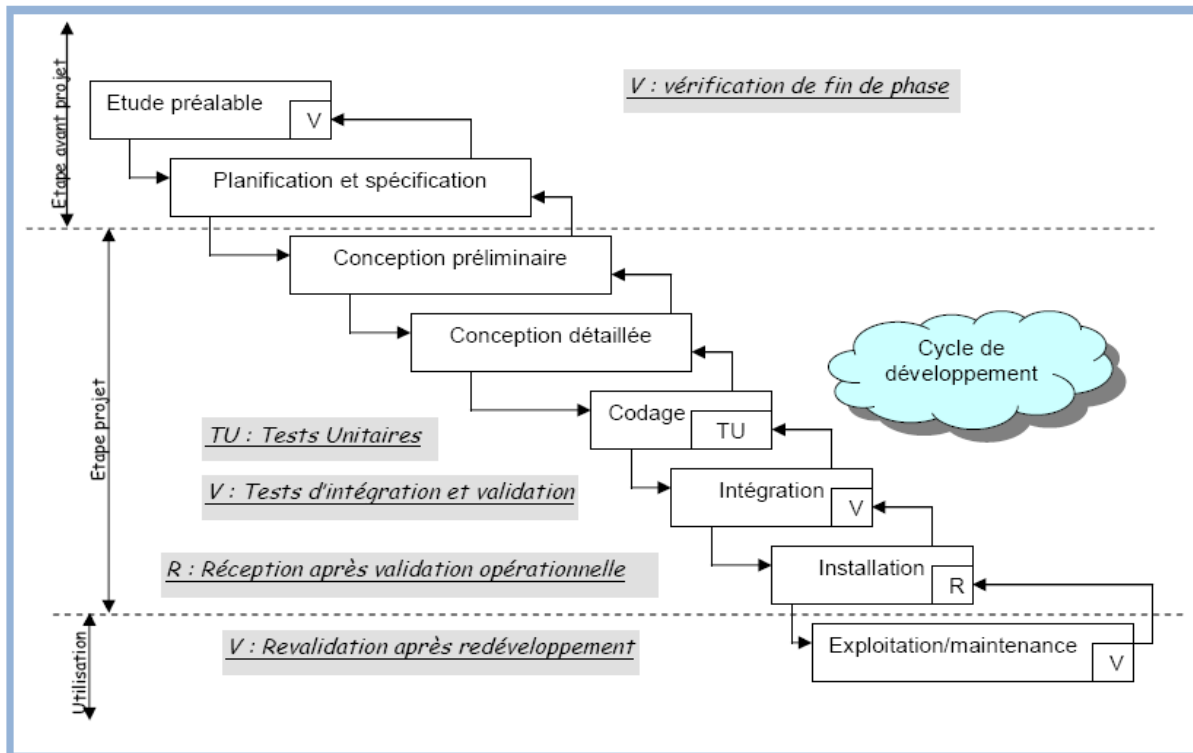 Etape avant projet
Etude préalable
V
V : vérification de fin de phase
Planification et spécification
Etape projet
Conception préliminaire
Conception détaillée
Cycle de
développement
Codage
TU
TU : Tests Unitaires
Intégration
V
V : Tests d'intégration et validation
Installation
R
R : Réception après validation opérationnelle
Utilisation
V : Revalidation après redéveloppement
Exploitation/maintenance
V